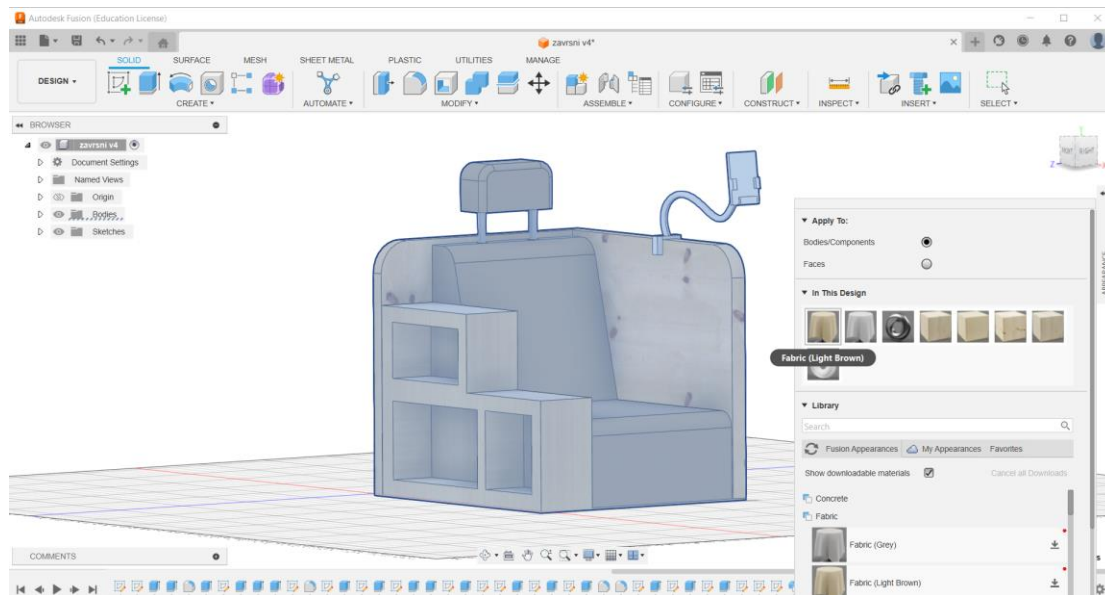 Autodesk Fusion (Education License)
zavrsni v4*
DESIGN
SOLID SURFACE MESH SHEET METAL PLASTIC UTILITIES MANAGE
CREATE AUTOMATE MODIFY ASSEMBLE CONFIGURE CONSTRUCT INSPECT INSERT SELECT
BROWSER
zavrsni v4
Document Settings
Named Views
Origin
Bodies
Sketches
RIGHT
Z
X
APPEARANCE
Apply To:
Bodies/Components
Faces
In This Design
Fabric (Light Brown)
Library
Search
Fusion Appearances My Appearances Favorites
Show downloadable materials Cancel all Downloads
Concrete
Fabric
Fabric (Grey)
Fabric (Light Brown)
COMMENTS